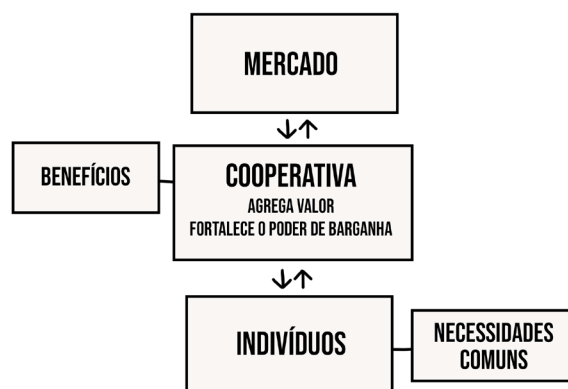 MERCADO
BENEFÍCIOS
COOPERATIVA
AGREGA VALOR
FORTALECE O PODER DE BARGANHA
INDIVÍDUOS
NECESSIDADES
COMUNS